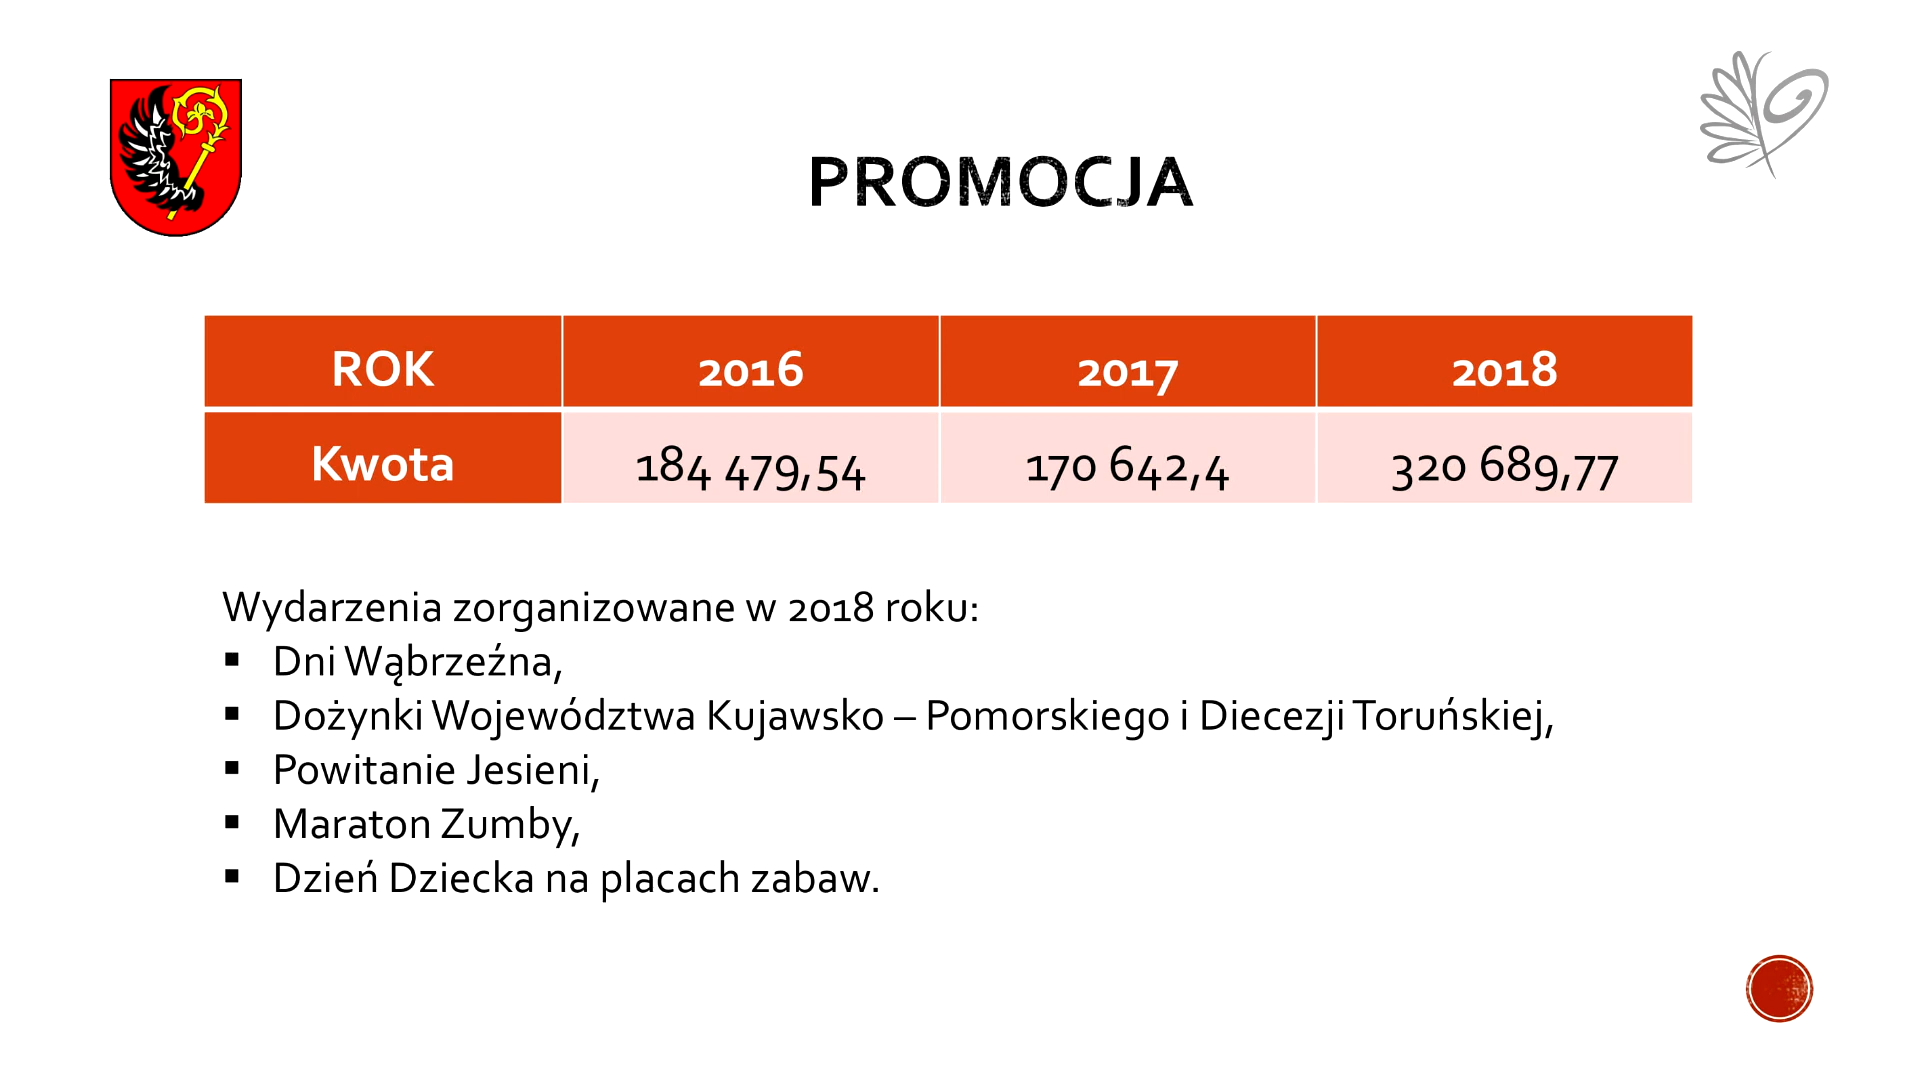 PROMOCJA
ROK 2016 2017 2018
Kwota 184 479,54 170 642,4 320 689,77
Wydarzenia zorganizowane w 2018 roku:
▪ Dni Wąbrzeźna,
▪ Dożynki Województwa Kujawsko – Pomorskiego i Diecezji Toruńskiej,
▪ Powitanie Jesieni,
▪ Maraton Zumby,
▪ Dzień Dziecka na placach zabaw.